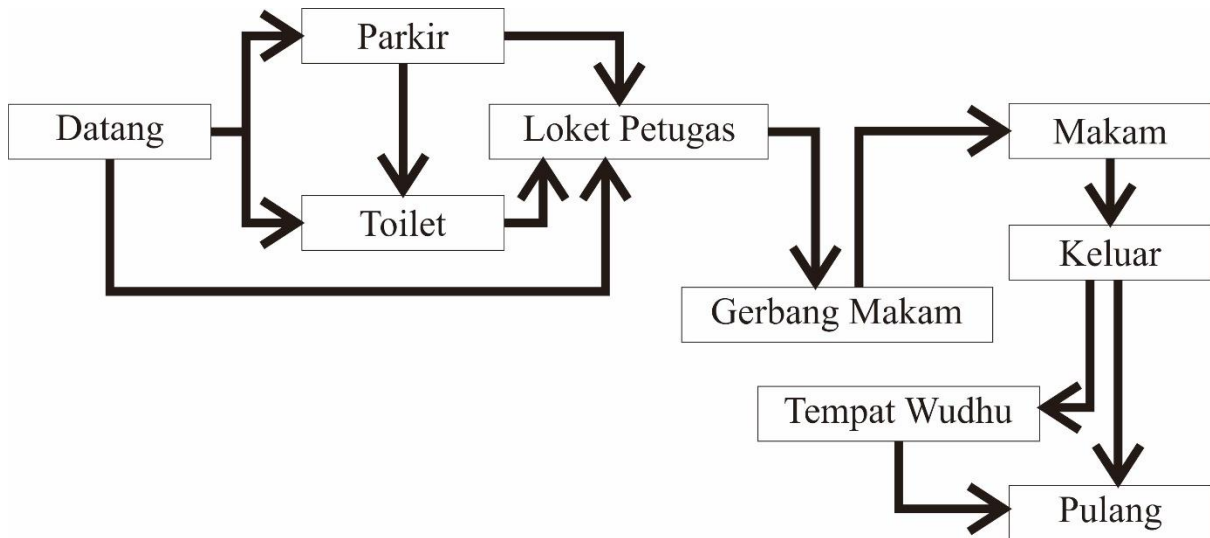 Parkir
Datang
Loket Petugas
Makam
Toilet
Keluar
Gerbang Makam
Tempat Wudhu
Pulang